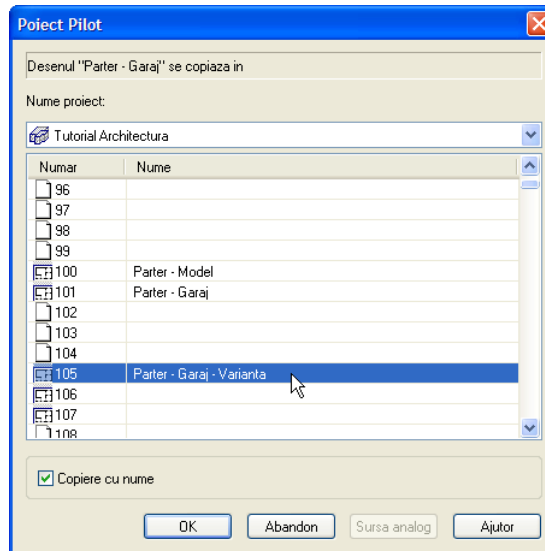 Poiect Pilot
Desenul "Parter - Garaj" se copiaza in
Nume proiect:
Tutorial Architectura
Numar Nume
96
97
98
99
100 Parter - Model
101 Parter - Garaj
102
103
104
105 Parter - Garaj - Varianta
106
107
108
Copiere cu nume
OK Abandon Sursa analog Ajutor